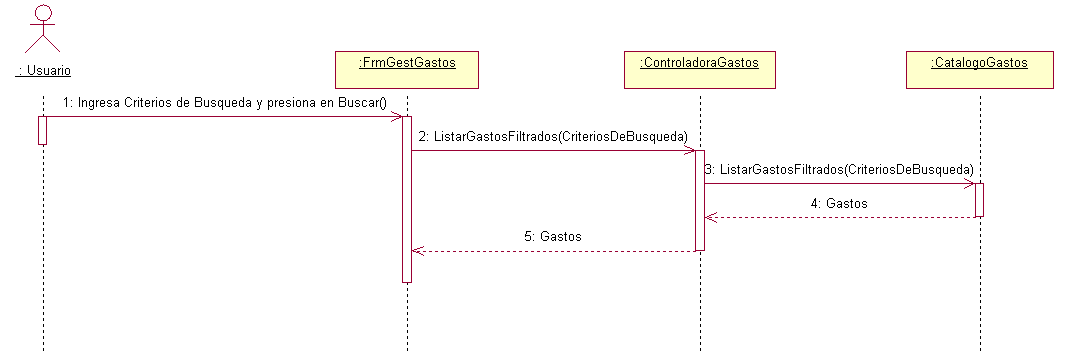 : Usuario
:FrmGestGastos
:ControladoraGastos
:CatalogoGastos
1: Ingresa Criterios de Busqueda y presiona en Buscar()
2: ListarGastosFiltrados(CriteriosDeBusqueda)
3: ListarGastosFiltrados(CriteriosDeBusqueda)
4: Gastos
5: Gastos